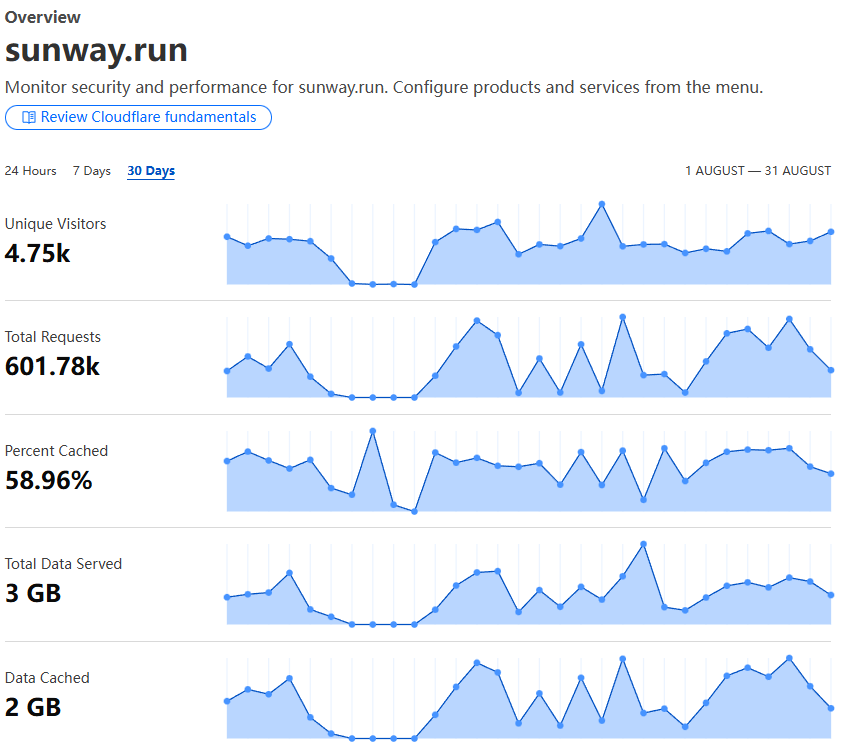 Overview
sunway.run
Monitor security and performance for sunway.run. Configure products and services from the menu.
Review Cloudflare fundamentals
24 Hours 7 Days 30 Days 1 AUGUST — 31 AUGUST
Unique Visitors
4.75k
Total Requests
601.78k
Percent Cached
58.96%
Total Data Served
3 GB
Data Cached
2 GB